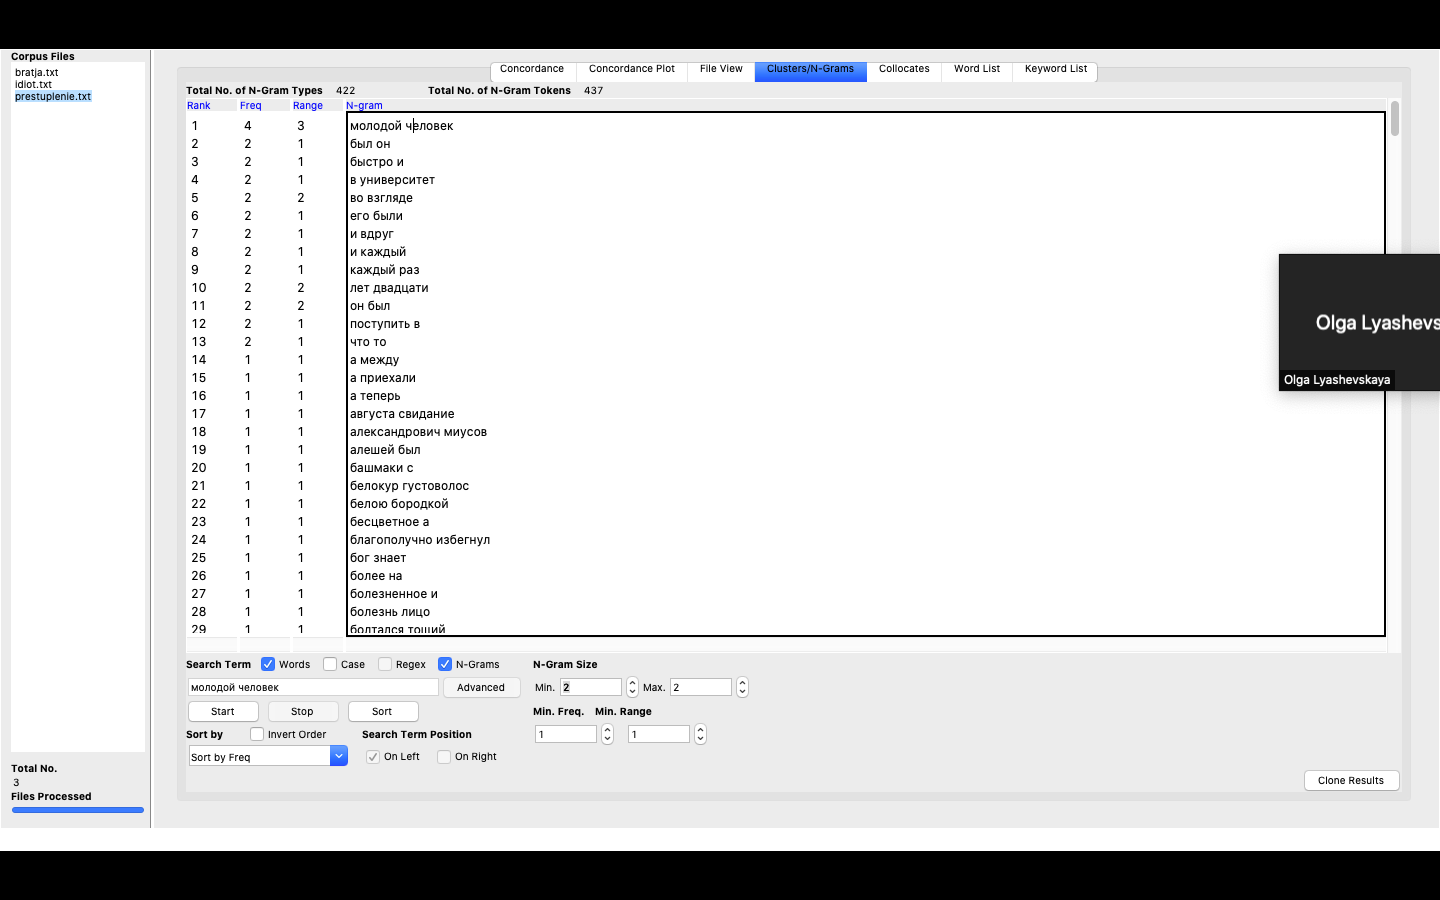 Corpus Files
bratja.txt
idiot.txt
prestuplenie.txt
Concordance Concordance Plot File View Clusters/N-Grams Collocates Word List Keyword List
Total No. of N-Gram Types 422 Total No. of N-Gram Tokens 437
Rank Freq Range N-gram
1 4 3 молодой человек
2 2 1 был он
3 2 1 быстро и
4 2 1 в университет
5 2 2 во взгляде
6 2 1 его были
7 2 1 и вдруг
8 2 1 и каждый
9 2 1 каждый раз
10 2 2 лет двадцати
11 2 2 он был
12 2 1 поступить в
13 2 1 что то
14 1 1 а между
15 1 1 а приехали
16 1 1 а теперь
17 1 1 августа свидание
18 1 1 александрович миусов
19 1 1 алешей был
20 1 1 башмаки с
21 1 1 белокур густоволос
22 1 1 белою бородкой
23 1 1 бесцветное а
24 1 1 благополучно избегнул
25 1 1 бог знает
26 1 1 более на
27 1 1 болезненное и
28 1 1 болезнь лицо
29 1 1 болтался тощий
Olga Lyashevs
Olga Lyashevskaya
Search Term Words Case Regex N-Grams N-Gram Size
молодой человек Advanced Min. 2 Max. 2
Start Stop Sort Min. Freq. Min. Range
Sort by Invert Order Search Term Position 1 1
Sort by Freq On Left On Right
Total No.
3
Files Processed
Clone Results